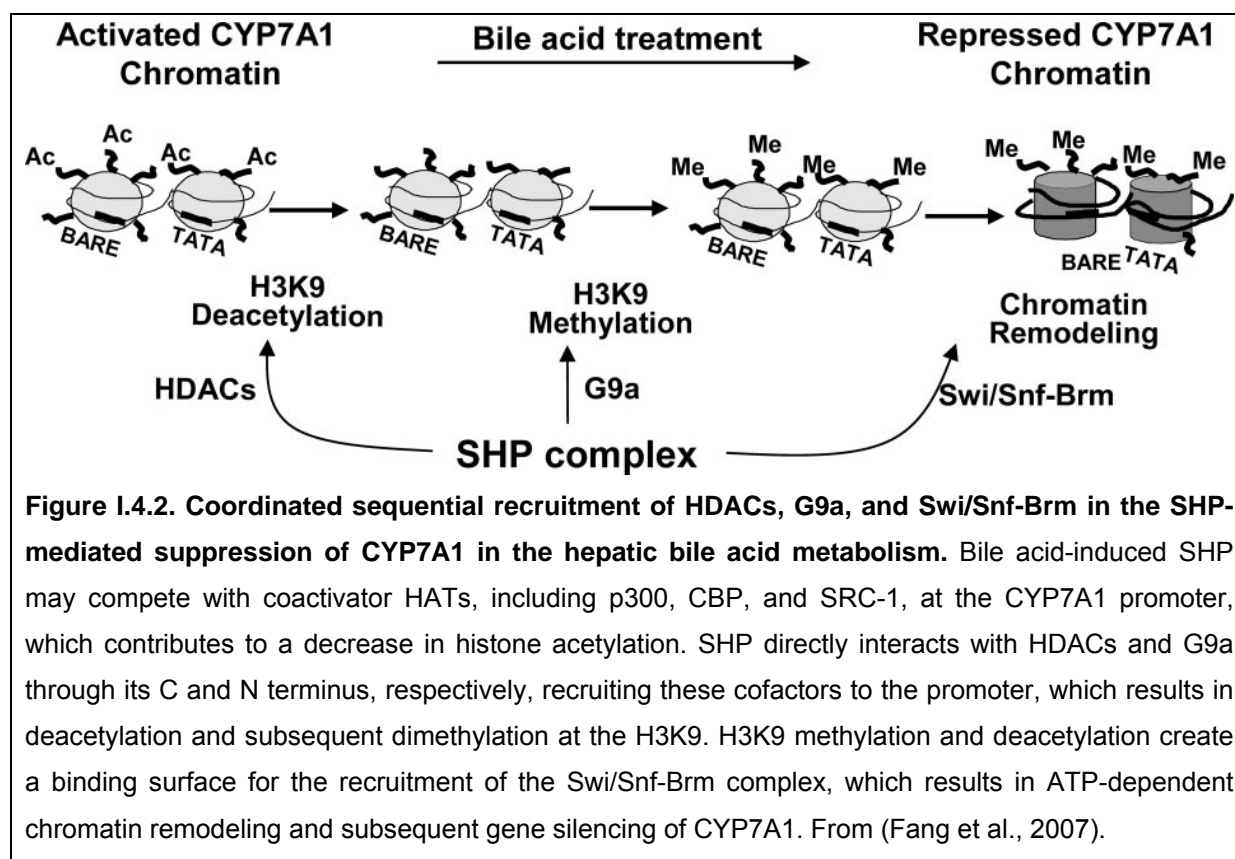 Activated CYP7A1
Chromatin
Bile acid treatment
Repressed CYP7A1
Chromatin
Ac
Ac
Ac
Ac
BARE
TATA
BARE
TATA
Me
Me
Me
Me
BARE
TATA
Me
Me
Me
Me
BARE
TATA
H3K9
Deacetylation
H3K9
Methylation
Chromatin
Remodeling
HDACs
G9a
Swi/Snf-Brm
SHP complex
Figure I.4.2. Coordinated sequential recruitment of HDACs, G9a, and Swi/Snf-Brm in the SHP-
mediated suppression of CYP7A1 in the hepatic bile acid metabolism. Bile acid-induced SHP
may compete with coactivator HATs, including p300, CBP, and SRC-1, at the CYP7A1 promoter,
which contributes to a decrease in histone acetylation. SHP directly interacts with HDACs and G9a
through its C and N terminus, respectively, recruiting these cofactors to the promoter, which results in
deacetylation and subsequent dimethylation at the H3K9. H3K9 methylation and deacetylation create
a binding surface for the recruitment of the Swi/Snf-Brm complex, which results in ATP-dependent
chromatin remodeling and subsequent gene silencing of CYP7A1. From (Fang et al., 2007).